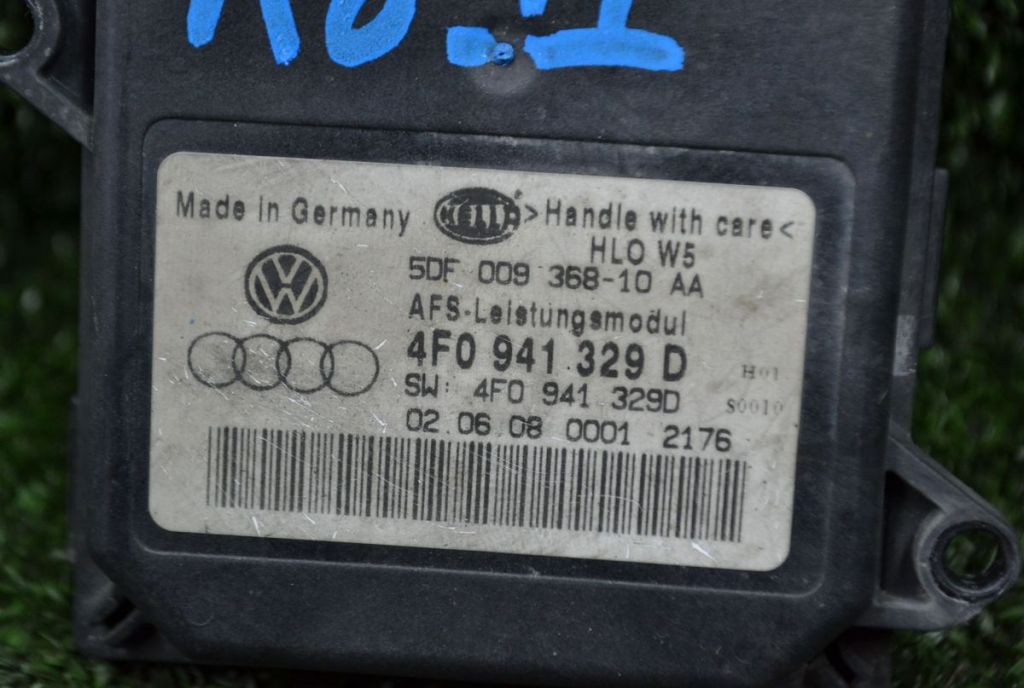 Made in Germany HELLA >Handle with care<
HLO W5
5DF 009 368-10 AA
AFS-Leistungsmodul
4F0 941 329 D H01
SW: 4F0 941 329D S0010
02.06.08 0001 2176